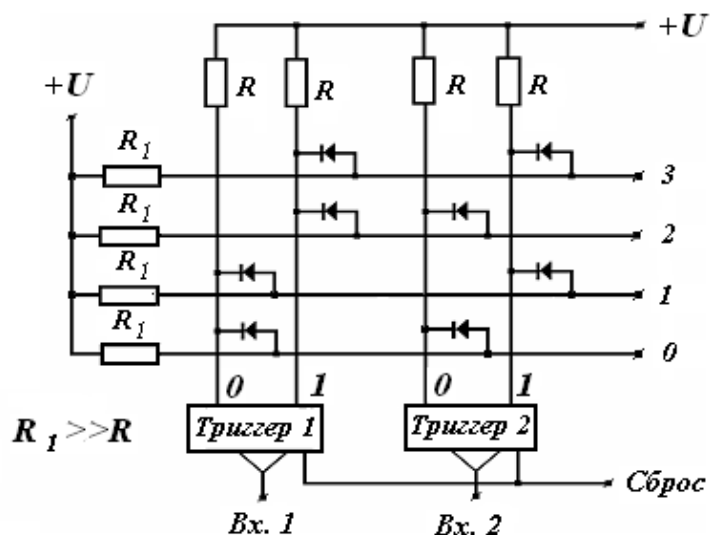 +U
+U
R R R R
R1
3
R1
2
R1
1
R1
0
0 1 0 1
R1>>R
Триггер 1 Триггер 2
Сброс
Вх. 1 Вх. 2